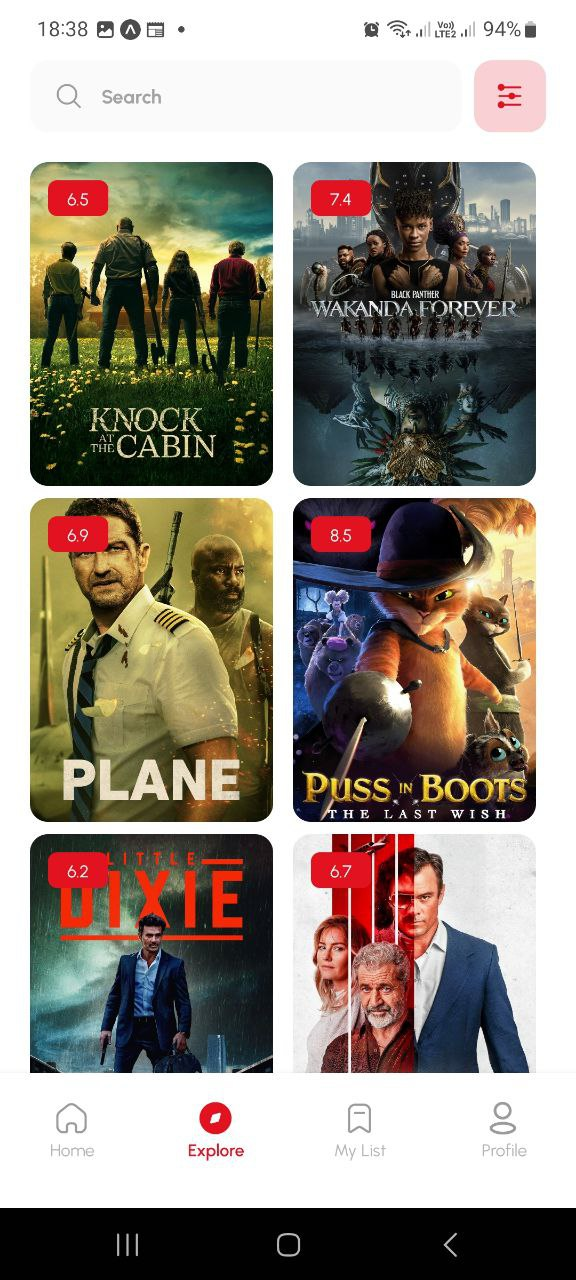 18:38
Vo))
LTE2
94%
Search
6.5
KNOCK
AT
THE CABIN
7.4
BLACK PANTHER
WAKANDA FOREVER
6.9
PLANE
8.5
PUSS IN BOOTS
THE LAST WISH
6.2
LITTLE
DIXIE
6.7
Home
Explore
My List
Profile